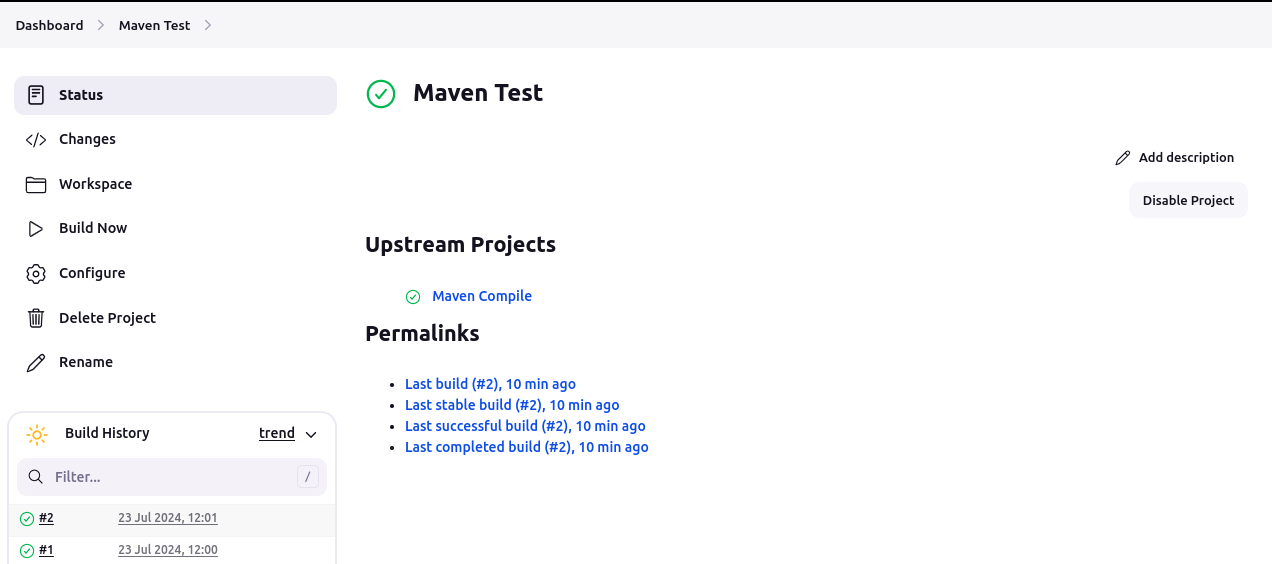 Dashboard > Maven Test >
Status
Changes
Workspace
Build Now
Configure
Delete Project
Rename
Build History trend
Filter... /
#2 23 Jul 2024, 12:01
#1 23 Jul 2024, 12:00
Maven Test
Add description
Disable Project
Upstream Projects
Maven Compile
Permalinks
• Last build (#2), 10 min ago
• Last stable build (#2), 10 min ago
• Last successful build (#2), 10 min ago
• Last completed build (#2), 10 min ago